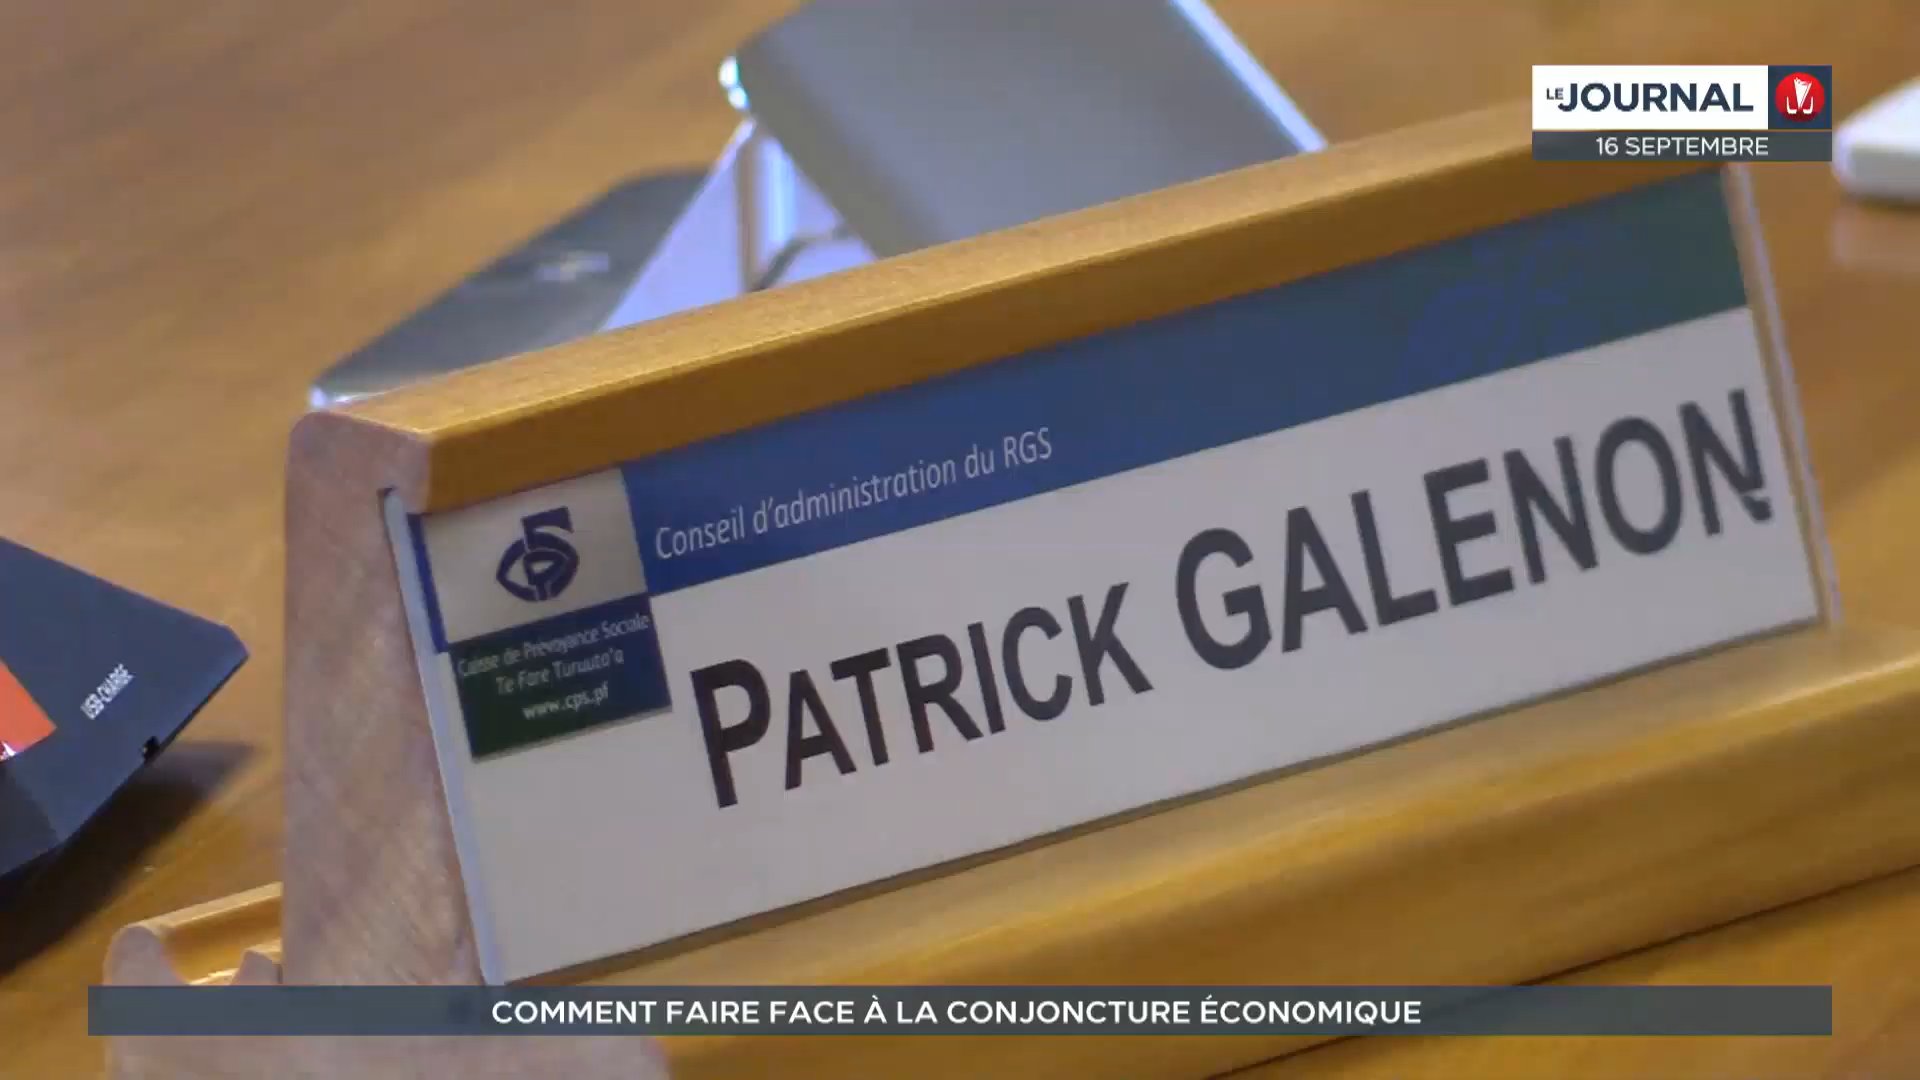 LE JOURNAL
16 SEPTEMBRE
Conseil d'administration du RGS
Caisse de Prévoyance Sociale
Te Fare Turuuta'a
www.cps.pf
PATRICK GALENON
USB-CHARGE
COMMENT FAIRE FACE À LA CONJONCTURE ÉCONOMIQUE